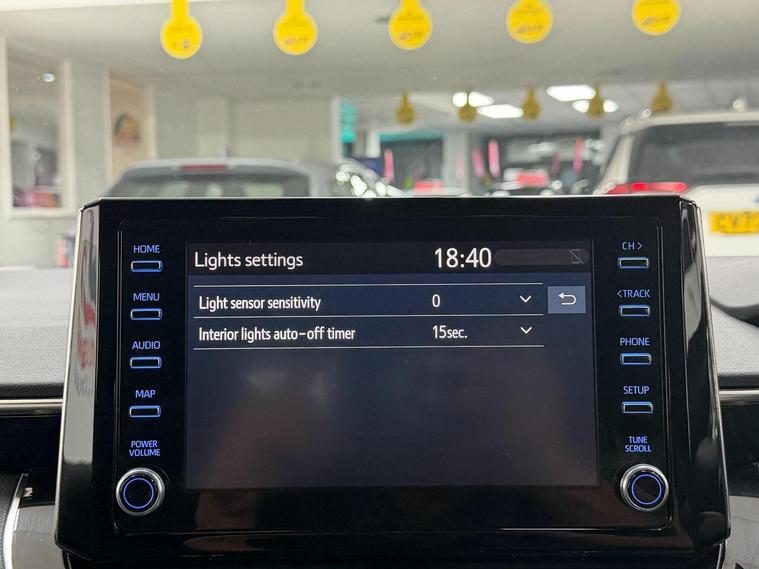 HOME
MENU
AUDIO
MAP
POWER
VOLUME
Lights settings 18:40
Light sensor sensitivity 0
Interior lights auto-off timer 15sec.
CH >
<TRACK
PHONE
SETUP
TUNE
SCROLL